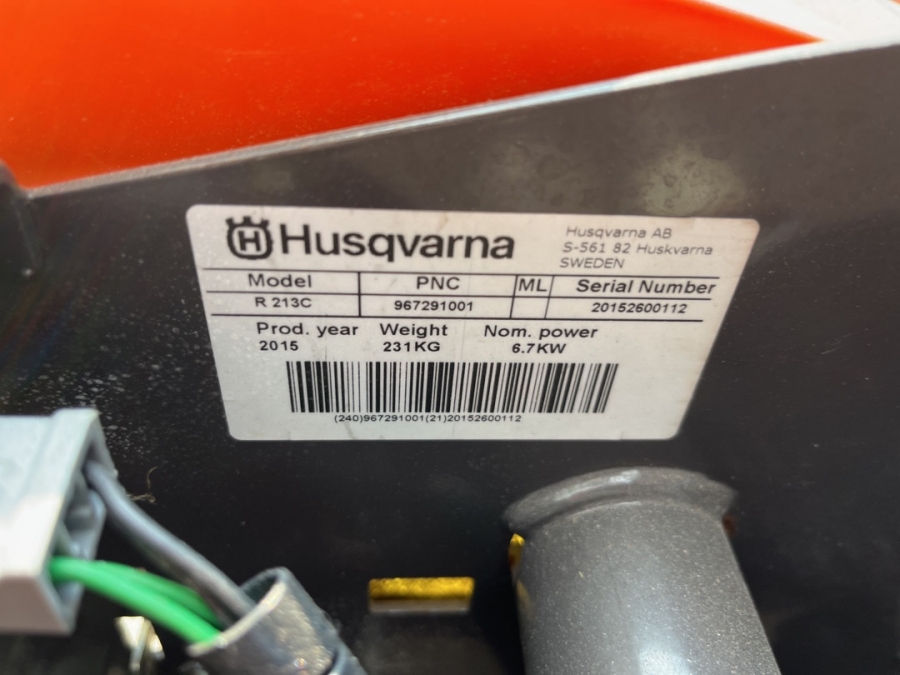 Husqvarna
Husqvarna AB
S-561 82 Huskvarna
SWEDEN
Model PNC ML Serial Number
R 213C 967291001 20152600112
Prod. year Weight Nom. power
2015 231KG 6.7KW
(240)967291001(21)20152600112